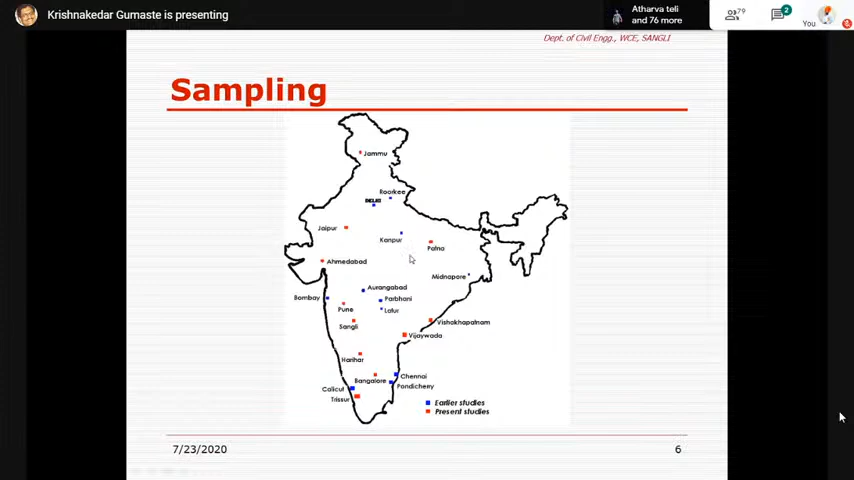 Krishnakedar Gumaste is presenting
Atharva teli
and 76 more
79
2
You
Dept. of Civil Engg., WCE, SANGLI
Sampling
Jammu
Roorkee
DELHI
Jaipur
Kanpur
Patna
Ahmedabad
Midnapore
Aurangabad
Bombay
Parbhani
Pune
Latur
Sangli
Vishakhapatnam
Vijaywada
Harihar
Bangalore
Chennai
Pondicherry
Calicut
Trissur
Earlier studies
Present studies
7/23/2020
6